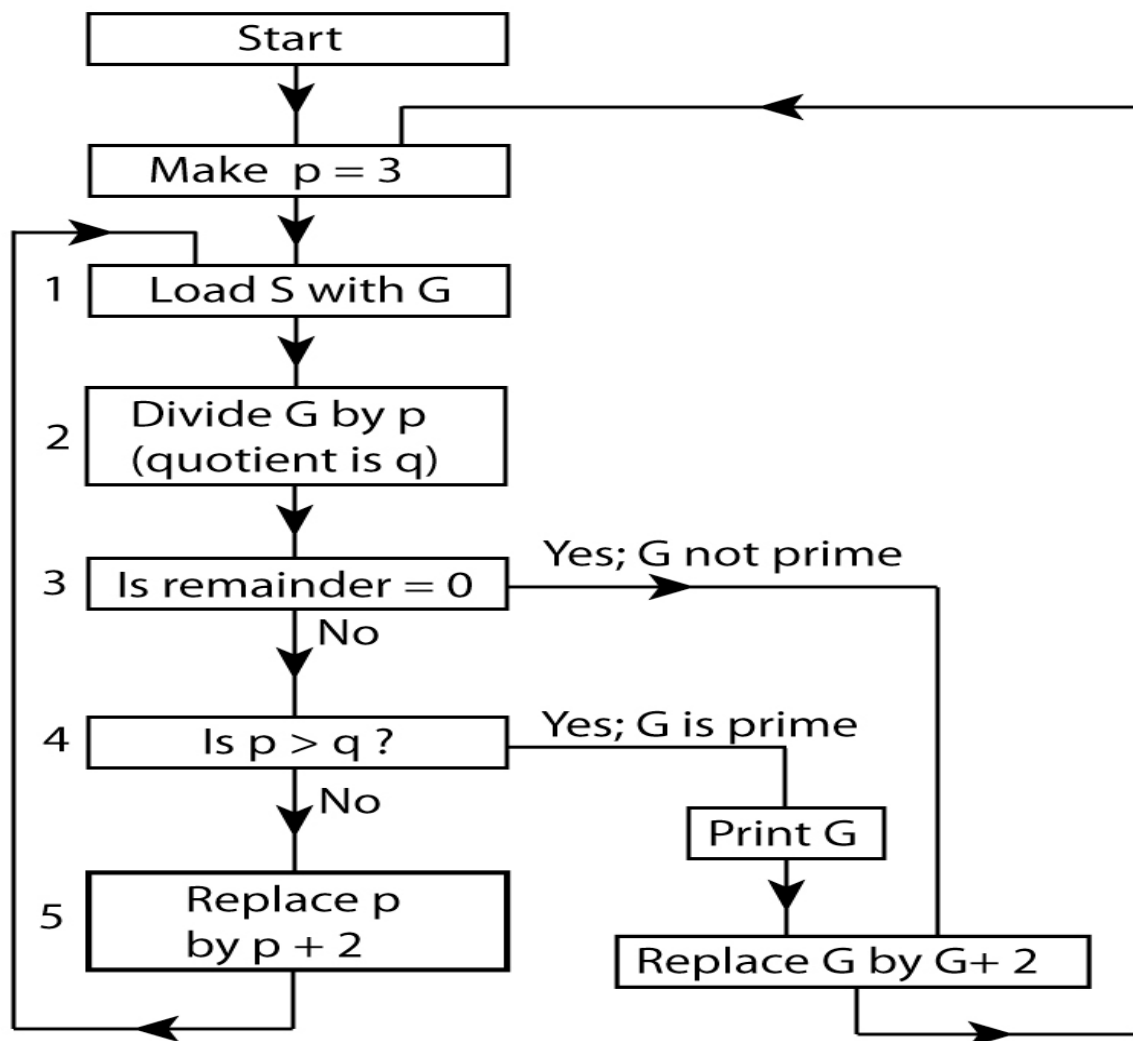 Start
Make p = 3
1
Load S with G
2
Divide G by p
(quotient is q)
3
Is remainder = 0
Yes; G not prime
No
4
Is p > q ?
Yes; G is prime
No
Print G
5
Replace p
by p + 2
Replace G by G+ 2